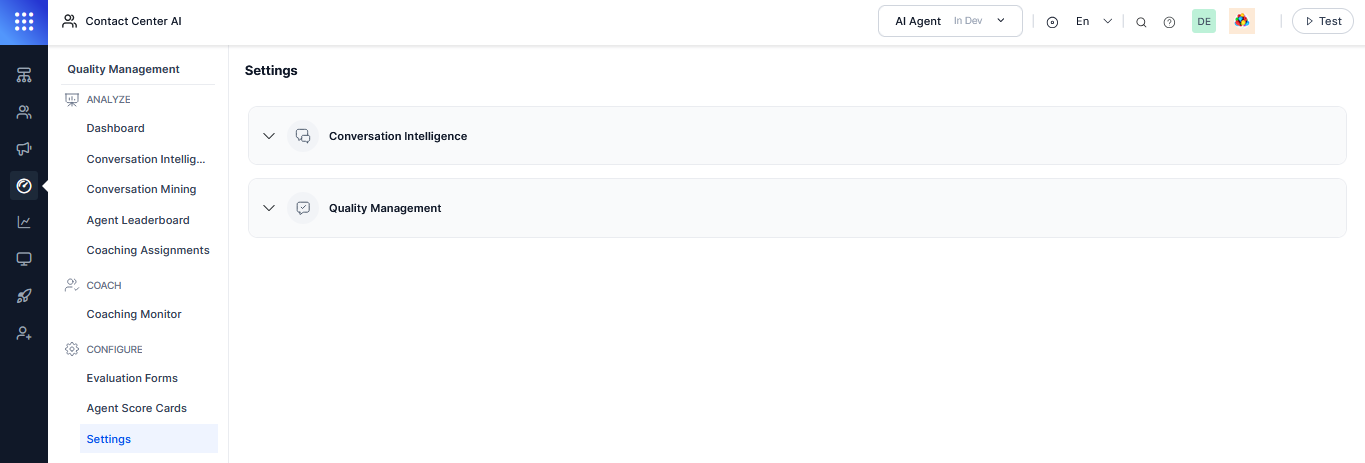 Contact Center AI
AI Agent In Dev
En
DE
Test
Quality Management
ANALYZE
Dashboard
Conversation Intellig...
Conversation Mining
Agent Leaderboard
Coaching Assignments
COACH
Coaching Monitor
CONFIGURE
Evaluation Forms
Agent Score Cards
Settings
Settings
Conversation Intelligence
Quality Management